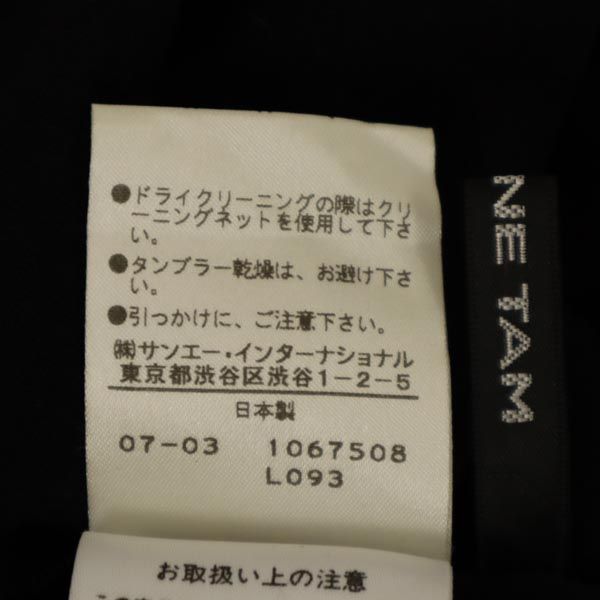 ●ドライクリーニングの際はクリ
ーニングネットを使用して下さ
い。
●タンブラー乾燥は、お避け下さ
い。
●引っかけに、ご注意下さい。
㈱サンエー・インターナショナル
東京都渋谷区渋谷1-2-5
日本製
07-03 1067508
L093
お取扱い上の注意
NE TAM